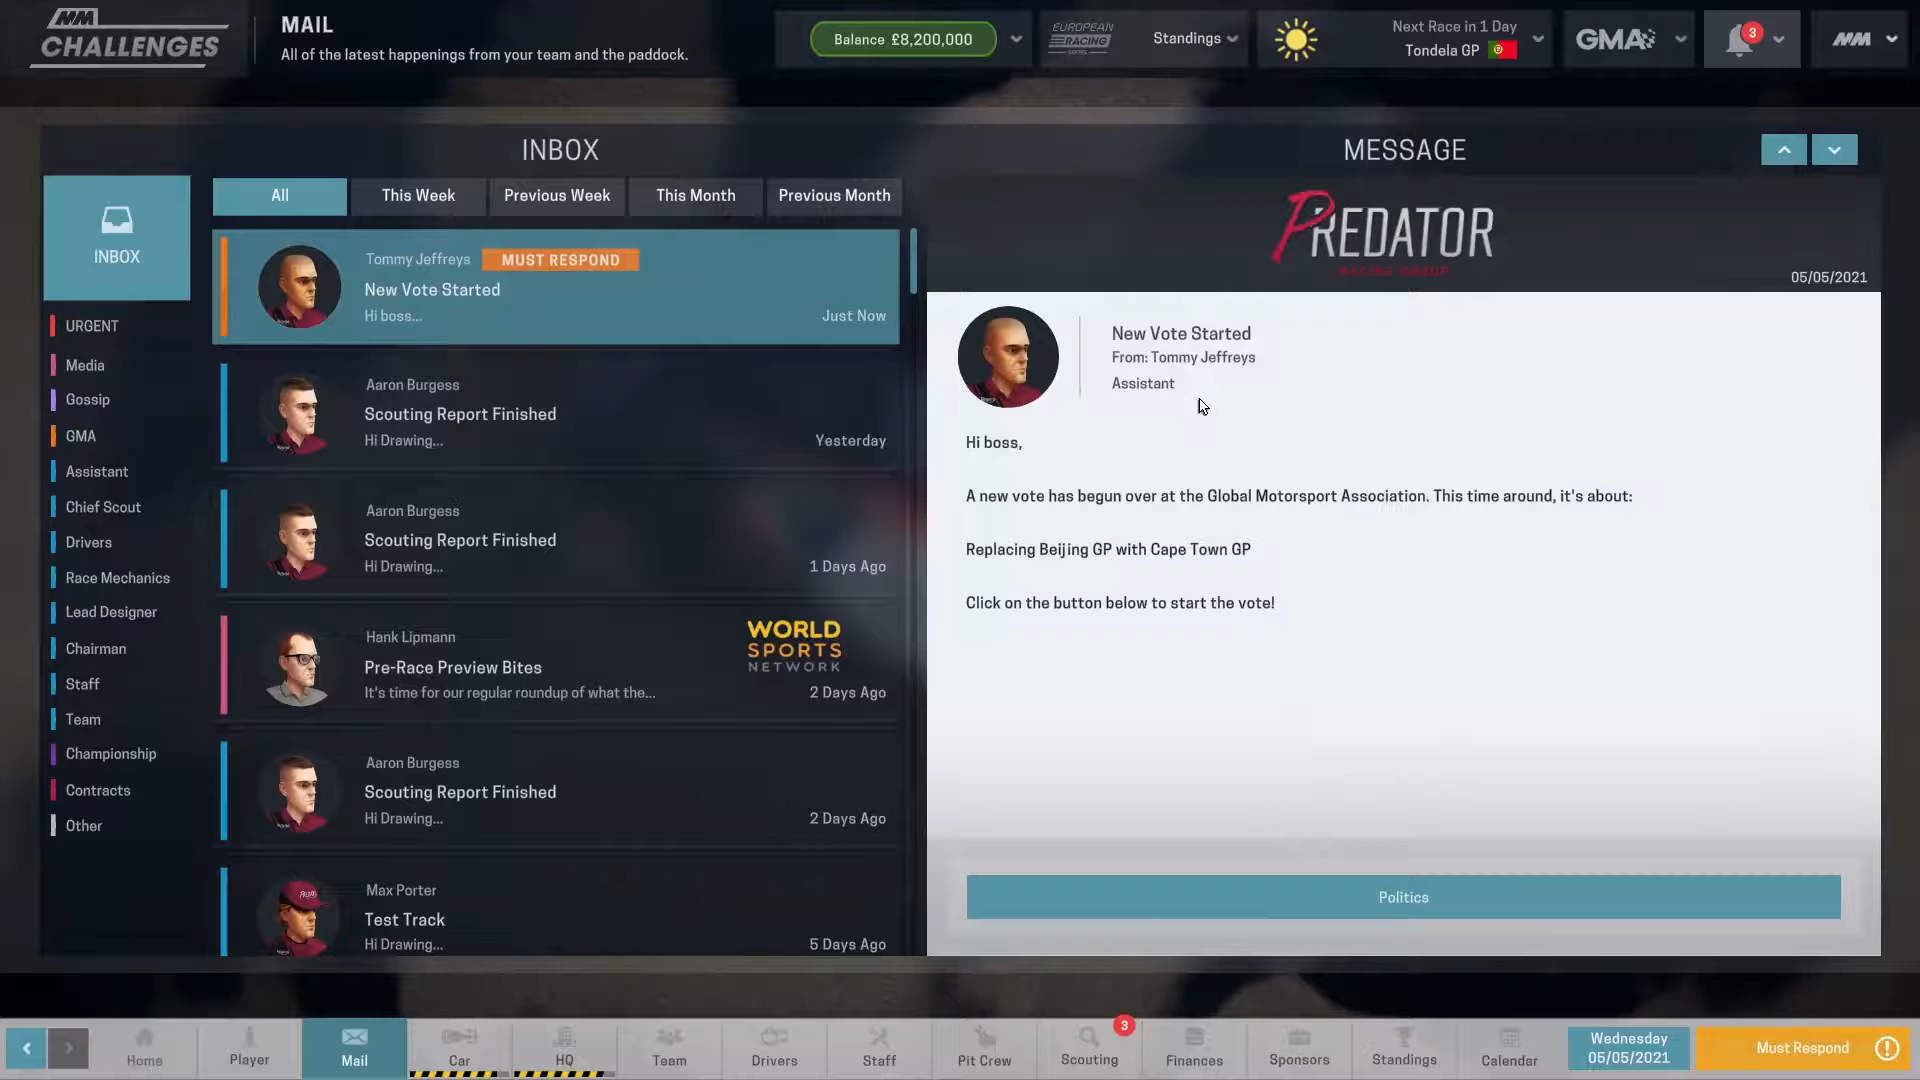 MM
CHALLENGES
MAIL
All of the latest happenings from your team and the paddock.
Balance £8,200,000
EUROPEAN
RACING
SERIES
Standings
Next Race in 1 Day
Tondela GP
GMA
3
MM
INBOX
URGENT
Media
Gossip
GMA
Assistant
Chief Scout
Drivers
Race Mechanics
Lead Designer
Chairman
Staff
Team
Championship
Contracts
Other
INBOX
All
This Week
Previous Week
This Month
Previous Month
Tommy Jeffreys
MUST RESPOND
New Vote Started
Hi boss...
Just Now
Aaron Burgess
Scouting Report Finished
Hi Drawing...
Yesterday
Aaron Burgess
Scouting Report Finished
Hi Drawing...
1 Days Ago
Hank Lipmann
Pre-Race Preview Bites
It's time for our regular roundup of what the...
WORLD
SPORTS
NETWORK
2 Days Ago
Aaron Burgess
Scouting Report Finished
Hi Drawing...
2 Days Ago
Max Porter
Test Track
Hi Drawing...
5 Days Ago
MESSAGE
PREDATOR
RACING GROUP
05/05/2021
New Vote Started
From: Tommy Jeffreys
Assistant
Hi boss,
A new vote has begun over at the Global Motorsport Association. This time around, it's about:
Replacing Beijing GP with Cape Town GP
Click on the button below to start the vote!
Politics
Home
Player
Mail
Car
HQ
Team
Drivers
Staff
Pit Crew
3
Scouting
Finances
Sponsors
Standings
Calendar
Wednesday
05/05/2021
Must Respond